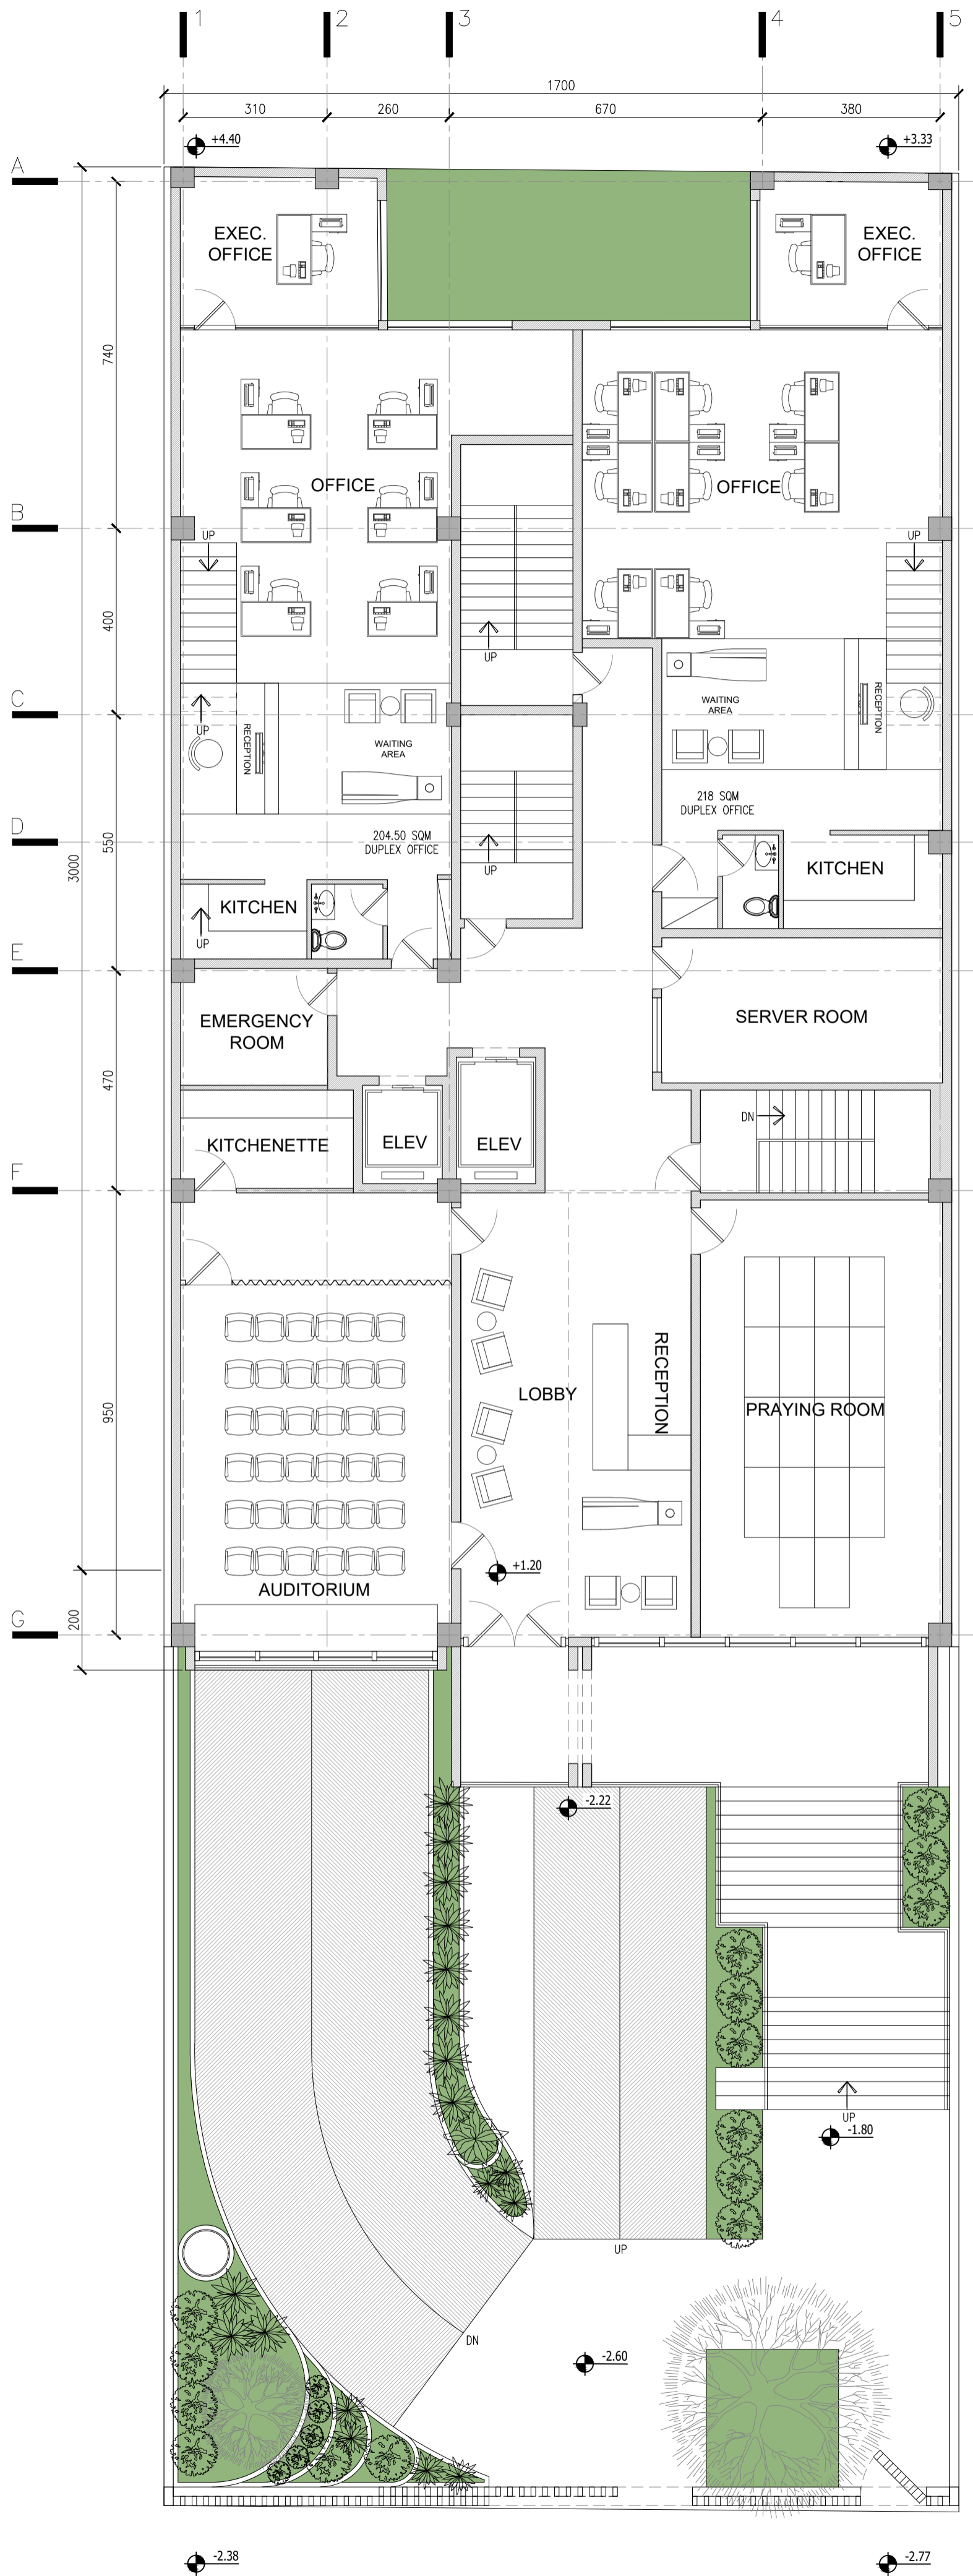 1
2
3
4
5
1700
310
260
670
380
+4.40
+3.33
A
EXEC.
OFFICE
EXEC.
OFFICE
740
OFFICE
OFFICE
B
UP
UP
400
UP
C
UP
RECEPTION
WAITING
AREA
WAITING
AREA
RECEPTION
218 SQM
DUPLEX OFFICE
204.50 SQM
DUPLEX OFFICE
D
550
3000
UP
KITCHEN
KITCHEN
UP
E
EMERGENCY
ROOM
SERVER ROOM
470
DN
KITCHENETTE
ELEV
ELEV
F
LOBBY
RECEPTION
PRAYING ROOM
950
+1.20
AUDITORIUM
200
G
-2.22
UP
-1.80
UP
DN
-2.60
-2.38
-2.77